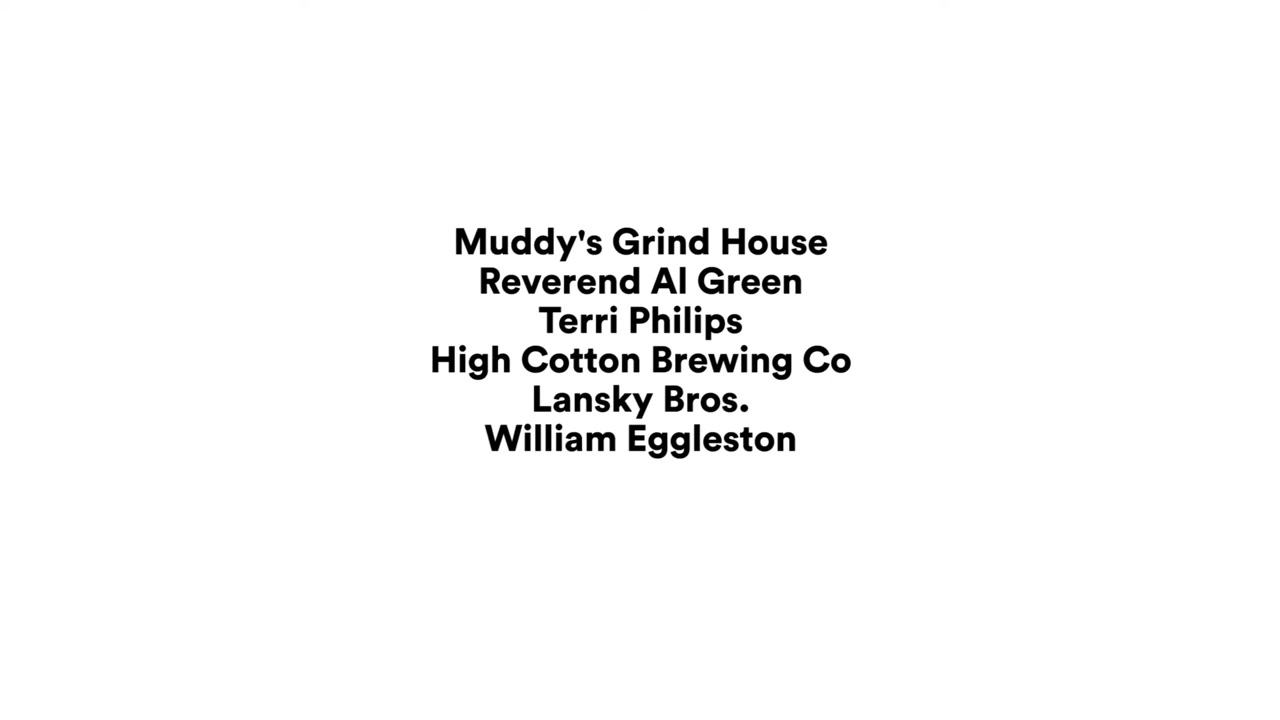 Muddy's Grind House
Reverend Al Green
Terri Philips
High Cotton Brewing Co
Lansky Bros.
William Eggleston